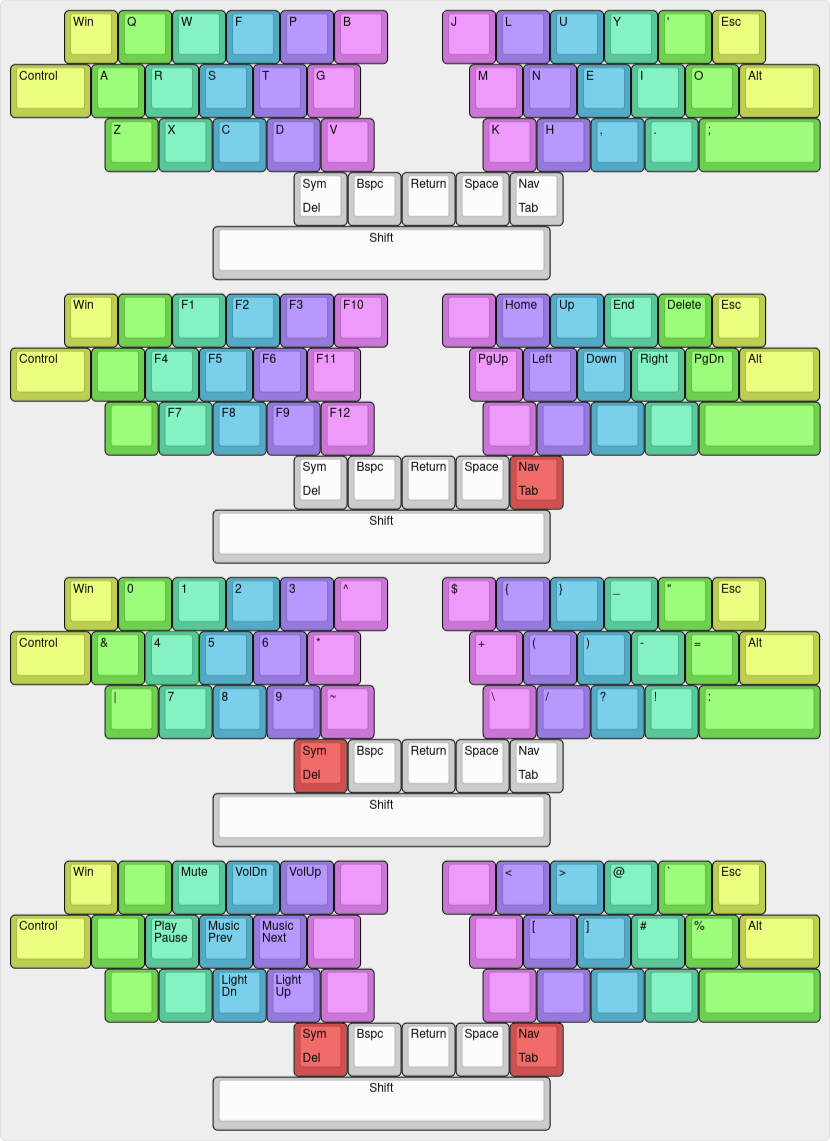 Win Q W F P B J L U Y ' Esc
Control A R S T G M N E I O Alt
Z X C D V K H , . ;
Sym Bspc Return Space Nav
Del Tab
Shift
Win F1 F2 F3 F10 Home Up End Delete Esc
Control F4 F5 F6 F11 PgUp Left Down Right PgDn Alt
F7 F8 F9 F12
Sym Bspc Return Space Nav
Del Tab
Shift
Win 0 1 2 3 ^ $ { } _ " Esc
Control & 4 5 6 * + ( ) - = Alt
| 7 8 9 ~ \ / ? ! :
Sym Bspc Return Space Nav
Del Tab
Shift
Win Mute VolDn VolUp < > @ ` Esc
Control Play Music Music [ ] # % Alt
Pause Prev Next
Light Light
Dn Up
Sym Bspc Return Space Nav
Del Tab
Shift